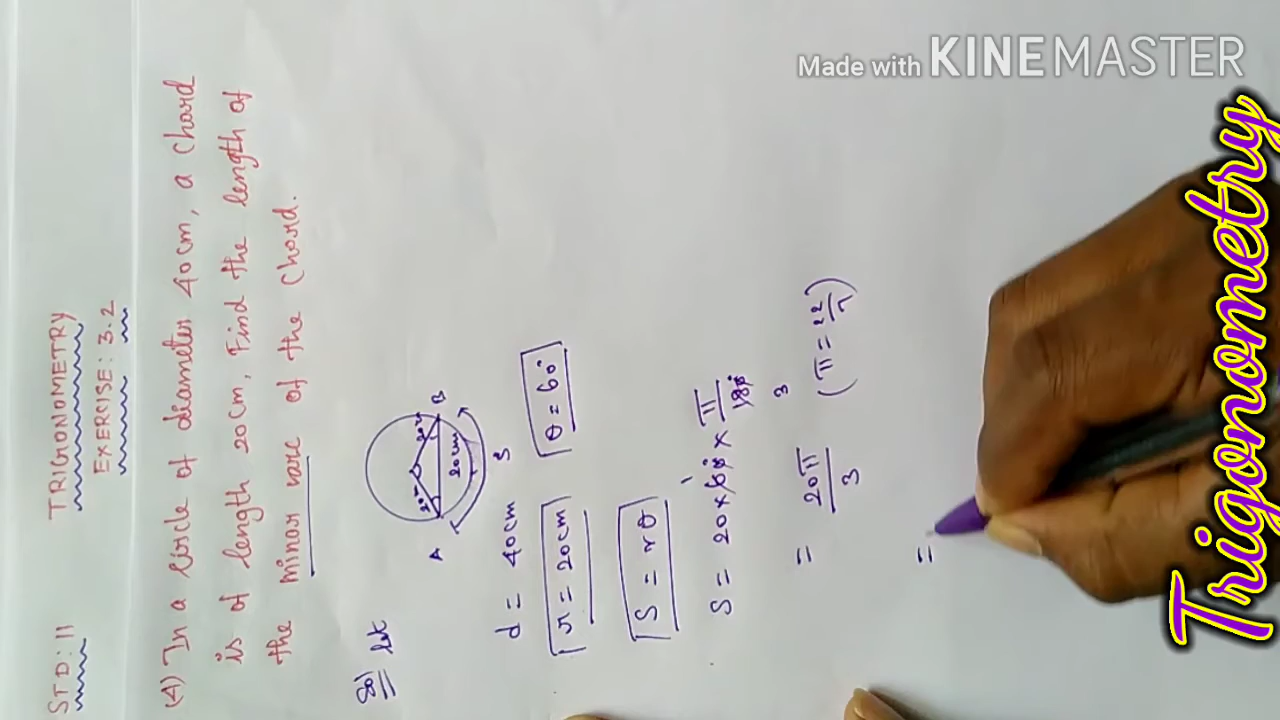 STD: 11
TRIGONOMETRY
EXERCISE: 3.2
(4) In a circle of diameter 40cm, a chord
is of length 20cm, Find the length of
the minor arc of the chord.
Sol let
A
B
20cm
S
d = 40cm
r = 20cm
θ = 60°
S = rθ
S = 20 × 60° × π/180° 1 3
= 20π/3 (π = 22/7)
=
Made with KINEMASTER
Trigonometry